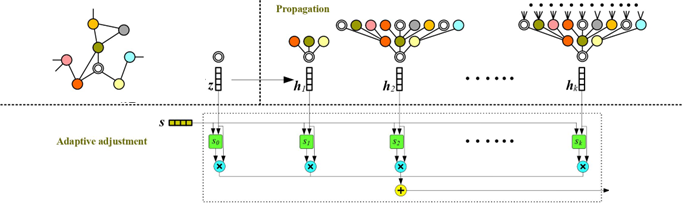 Propagation
z
h1
h2
hk
s
Adaptive adjustment
s0
s1
s2
sk